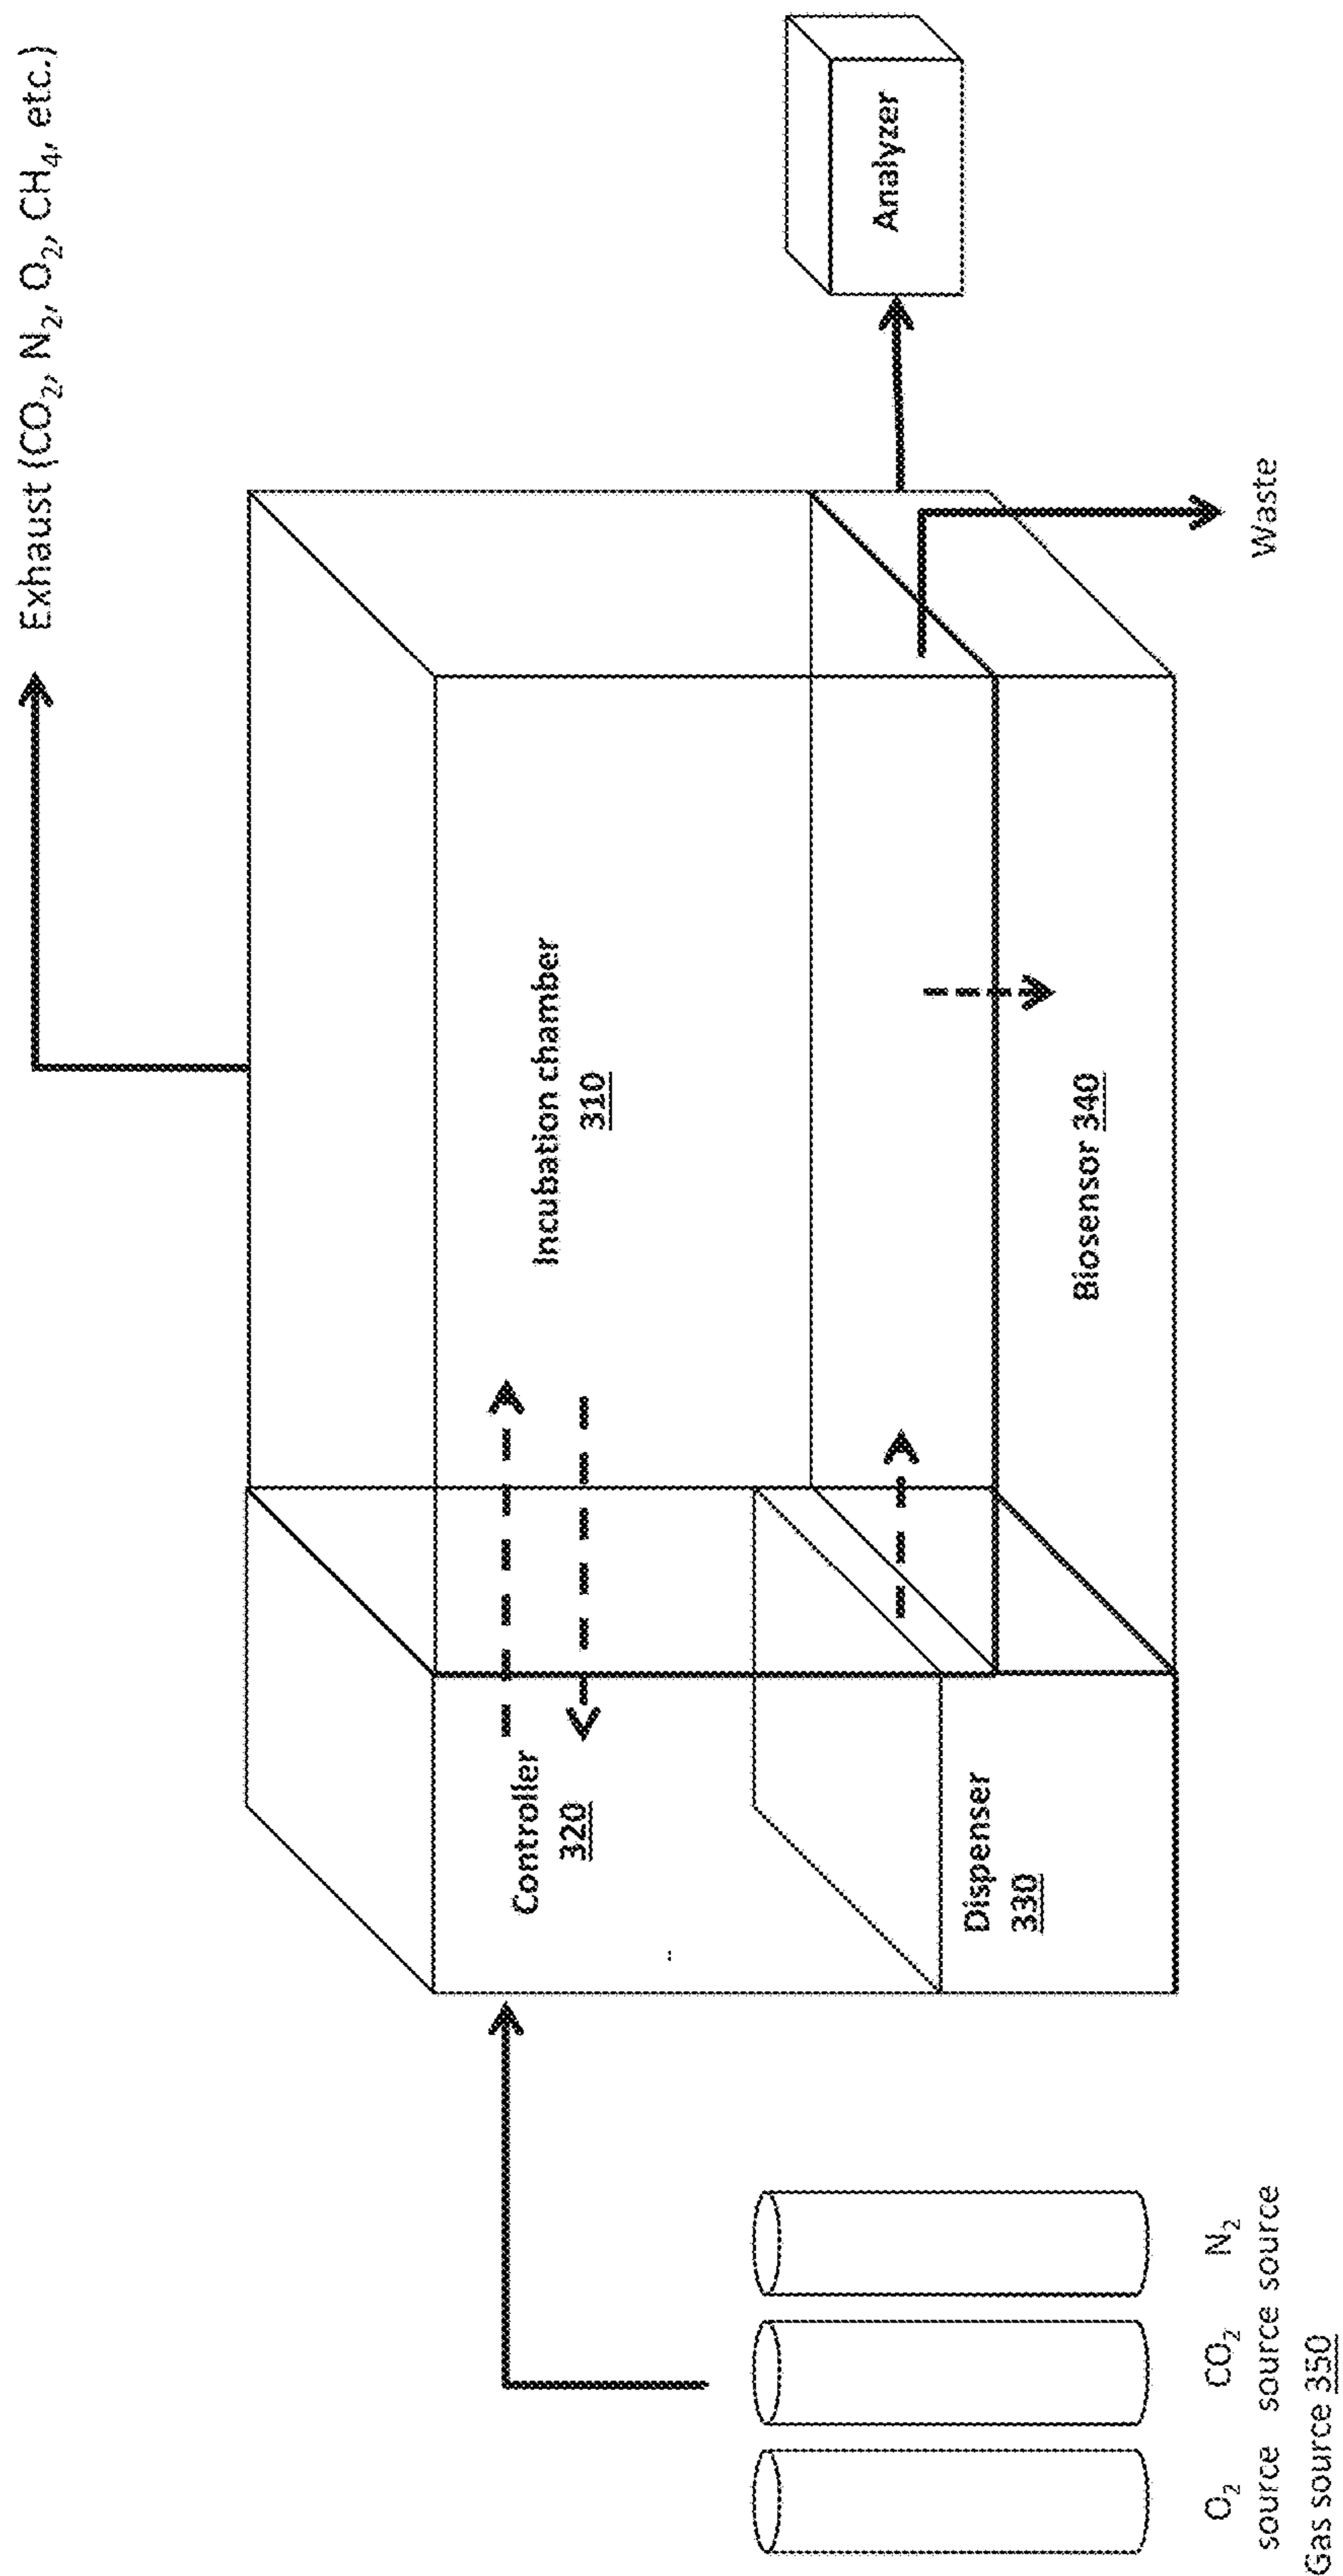 Exhaust (CO₂, N₂, O₂, CH₄, etc.)
Incubation chamber
310
Controller
320
Analyzer
Dispenser
330
Biosensor 340
Waste
O₂ CO₂ N₂
source source source
Gas source 350